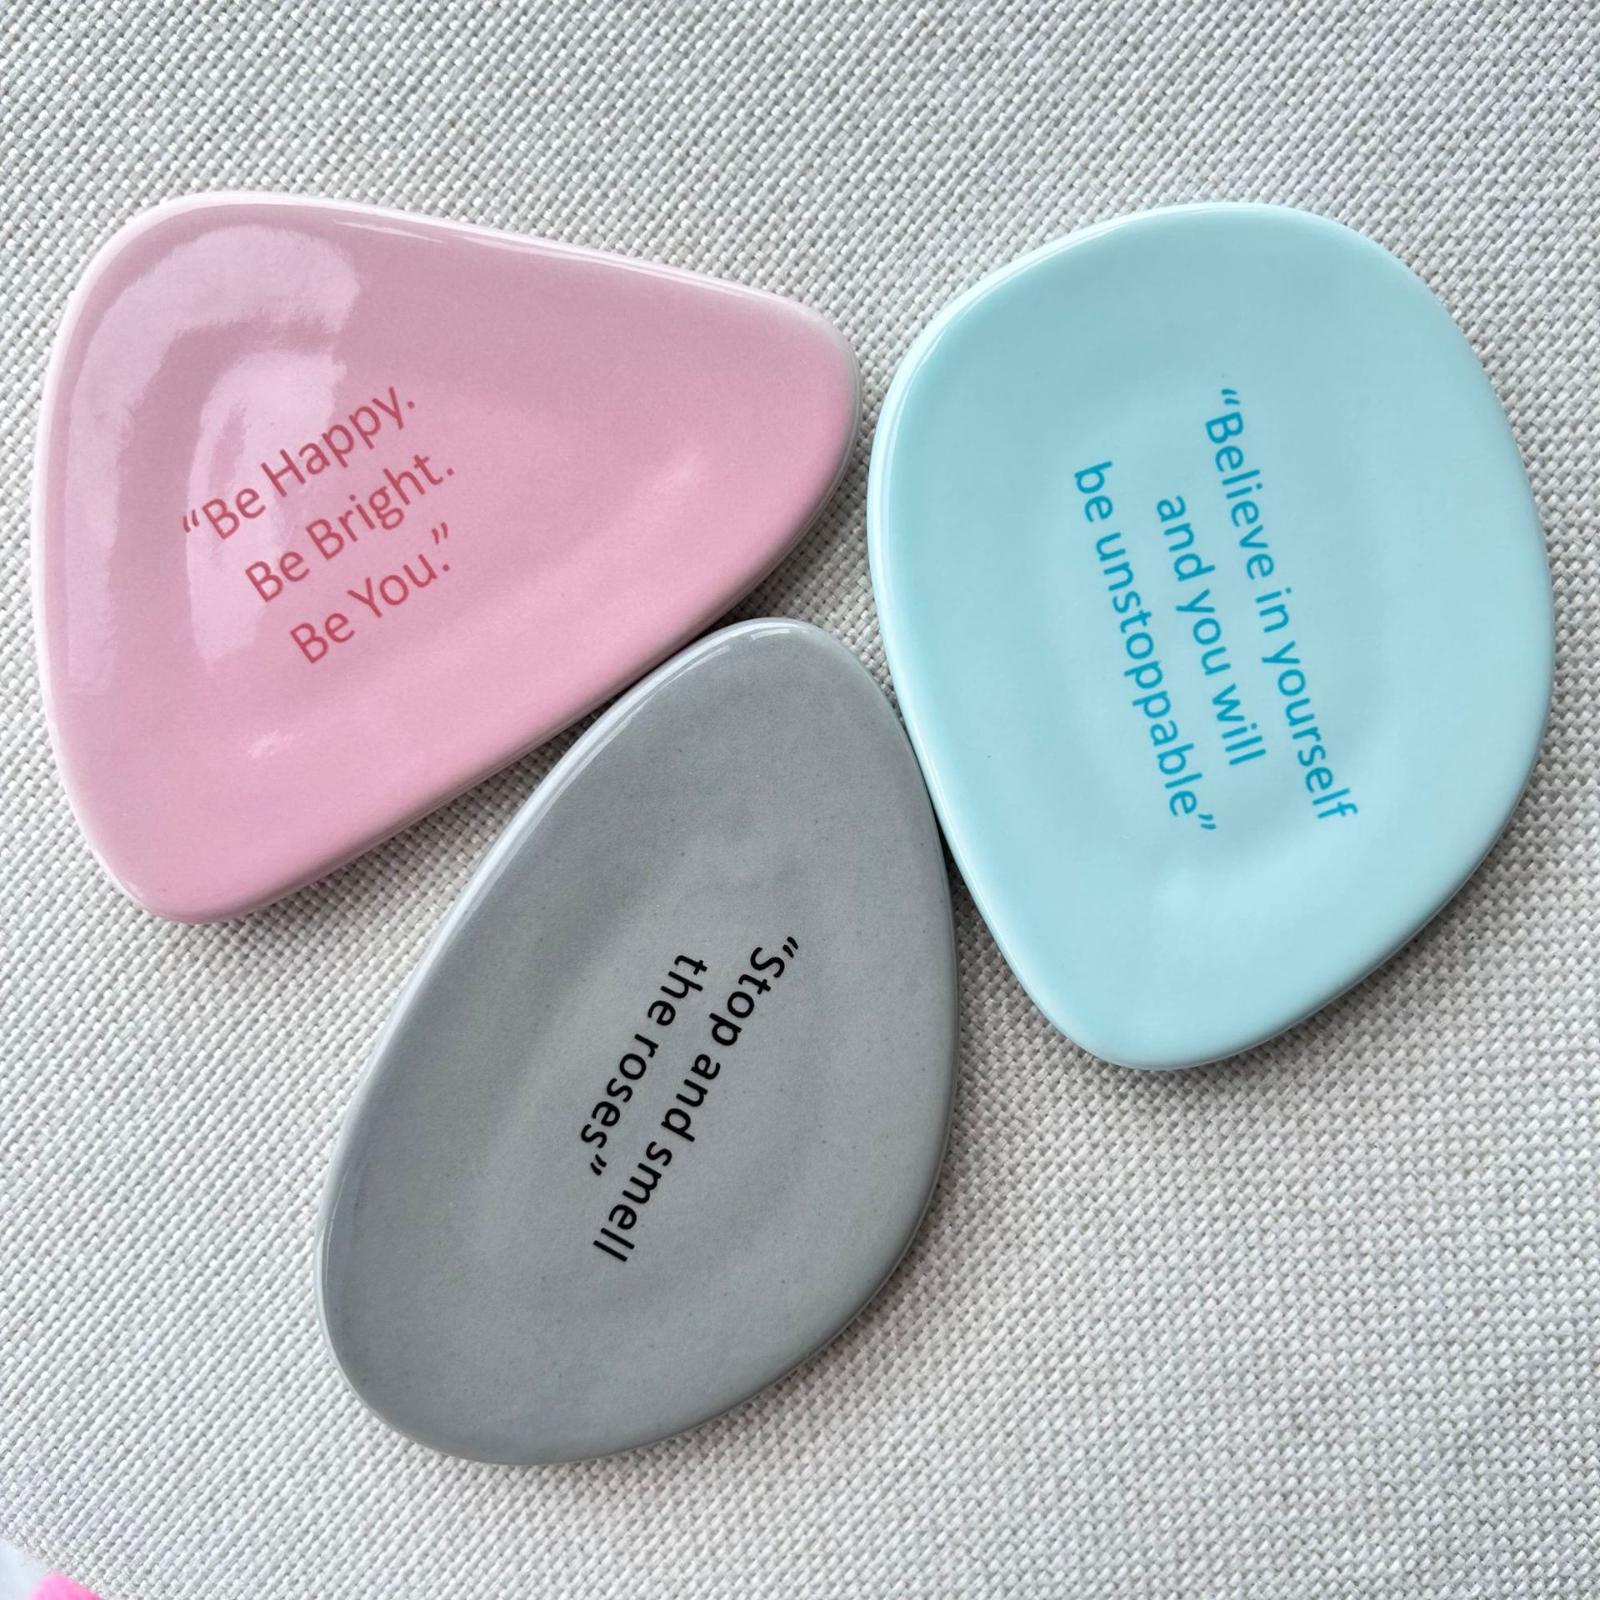 “Be Happy.
Be Bright.
Be You.”
“Believe in yourself
and you will
be unstoppable”
“Stop and smell
the roses”